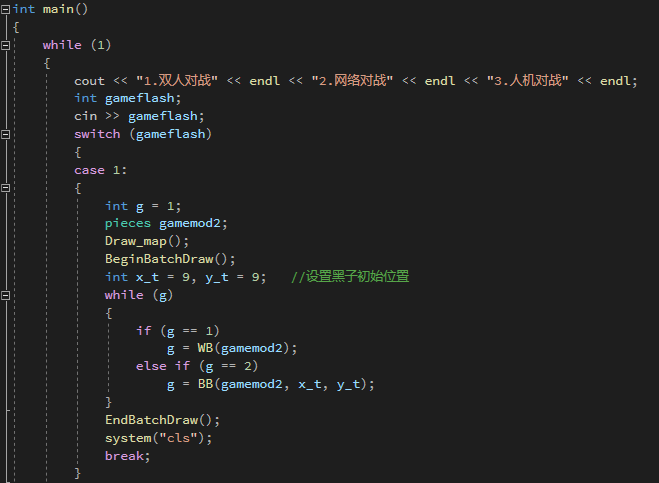 int main()
{
while (1)
{
cout << "1.双人对战" << endl << "2.网络对战" << endl << "3.人机对战" << endl;
int gameflash;
cin >> gameflash;
switch (gameflash)
{
case 1:
{
int g = 1;
pieces gamemod2;
Draw_map();
BeginBatchDraw();
int x_t = 9, y_t = 9; //设置黑子初始位置
while (g)
{
if (g == 1)
g = WB(gamemod2);
else if (g == 2)
g = BB(gamemod2, x_t, y_t);
}
EndBatchDraw();
system("cls");
break;
}